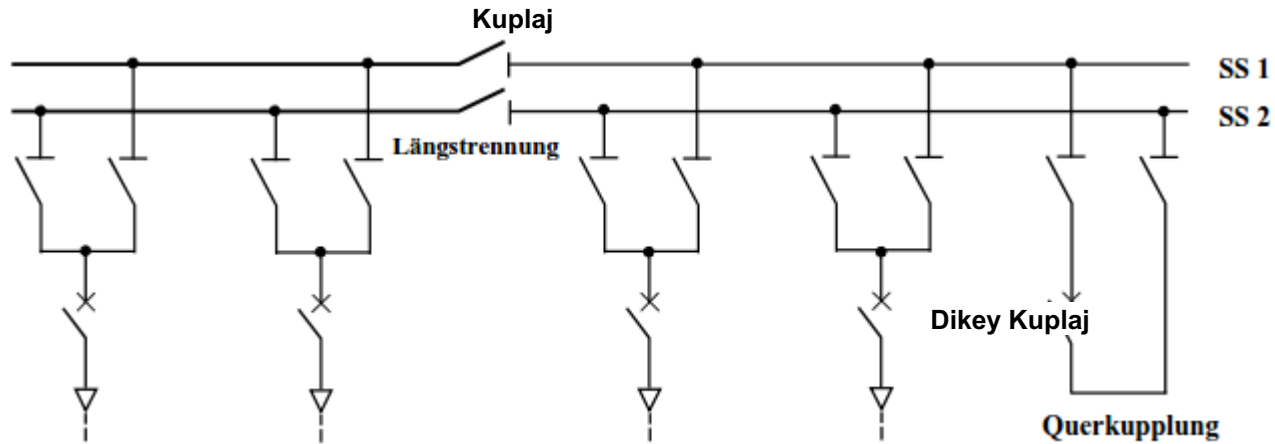 Kuplaj
SS 1
SS 2
Längstrennung
Dikey Kuplaj
Querkupplung